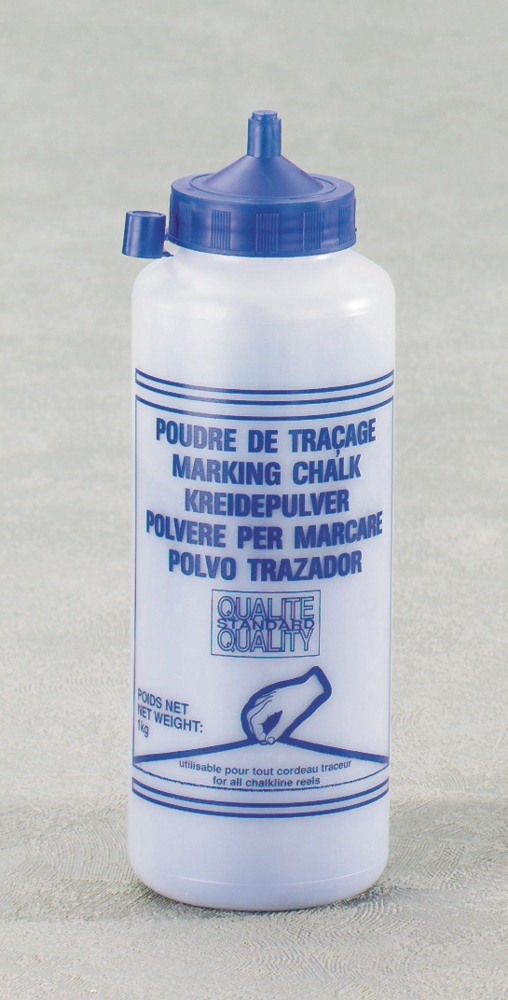 POUDRE DE TRAÇAGE
MARKING CHALK
KREIDEPULVER
POLVERE PER MARCARE
POLVO TRAZADOR
QUALITE
STANDARD
QUALITY
POIDS NET
NET WEIGHT:
1kg
utilisable pour tout cordeau traceur
for all chalkline reels